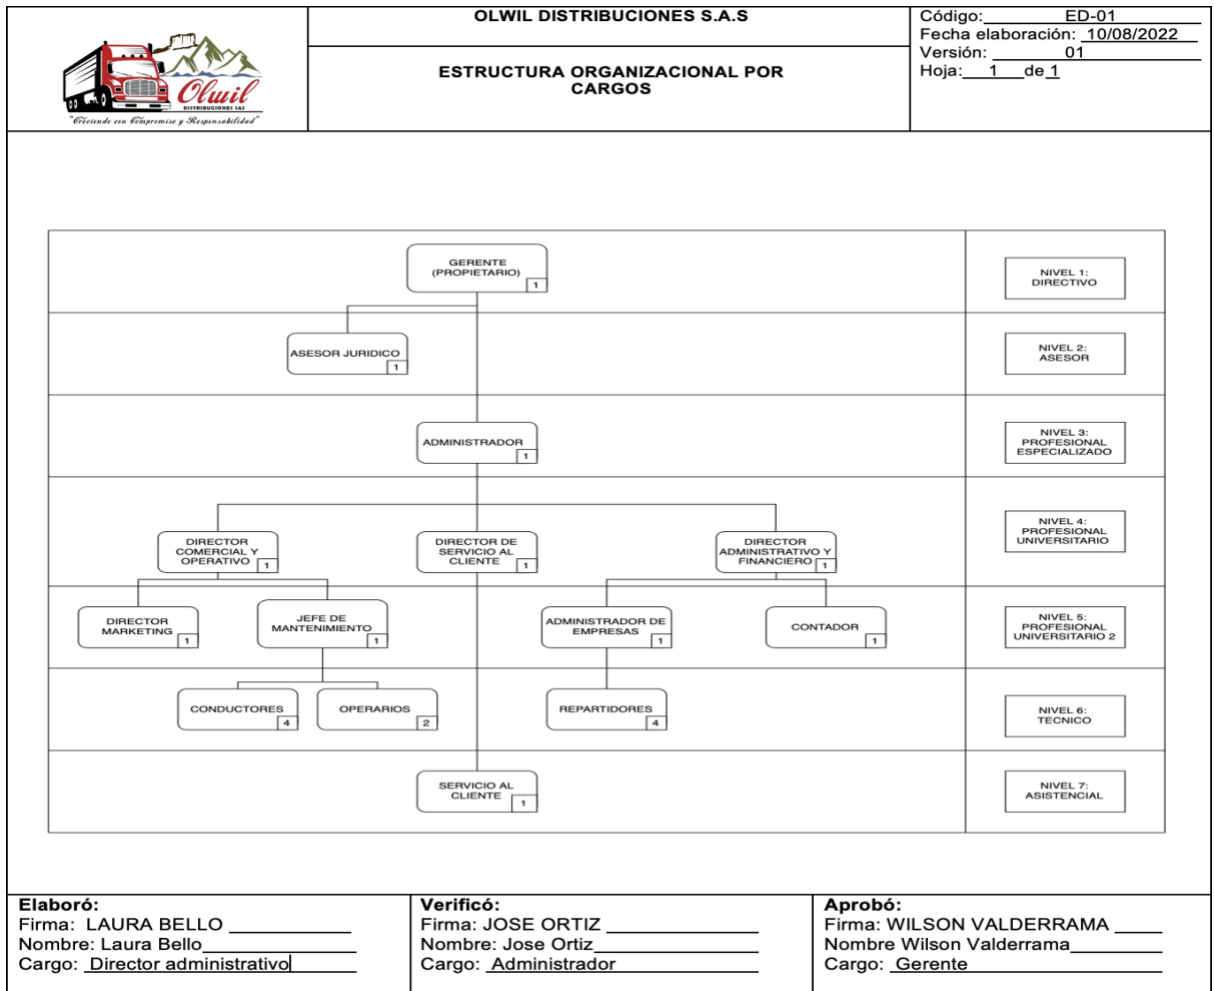 OLWIL DISTRIBUCIONES S.A.S
Código: ED-01
Fecha elaboración: 10/08/2022
Versión: 01
Hoja: 1 de 1
Olwil
DISTRIBUCIONES SAS
"Creciendo con Compromiso y Responsabilidad"
ESTRUCTURA ORGANIZACIONAL POR
CARGOS
GERENTE
(PROPIETARIO)
1
NIVEL 1:
DIRECTIVO
ASESOR JURIDICO
1
NIVEL 2:
ASESOR
ADMINISTRADOR
1
NIVEL 3:
PROFESIONAL
ESPECIALIZADO
DIRECTOR
COMERCIAL Y
OPERATIVO
1
DIRECTOR DE
SERVICIO AL
CLIENTE
1
DIRECTOR
ADMINISTRATIVO Y
FINANCIERO
1
NIVEL 4:
PROFESIONAL
UNIVERSITARIO
DIRECTOR
MARKETING
1
JEFE DE
MANTENIMIENTO
1
ADMINISTRADOR DE
EMPRESAS
1
CONTADOR
1
NIVEL 5:
PROFESIONAL
UNIVERSITARIO 2
CONDUCTORES
4
OPERARIOS
2
REPARTIDORES
4
NIVEL 6:
TECNICO
SERVICIO AL
CLIENTE
1
NIVEL 7:
ASISTENCIAL
Elaboró:
Firma: LAURA BELLO
Nombre: Laura Bello
Cargo: Director administrativo
Verificó:
Firma: JOSE ORTIZ
Nombre: Jose Ortiz
Cargo: Administrador
Aprobó:
Firma: WILSON VALDERRAMA
Nombre Wilson Valderrama
Cargo: Gerente